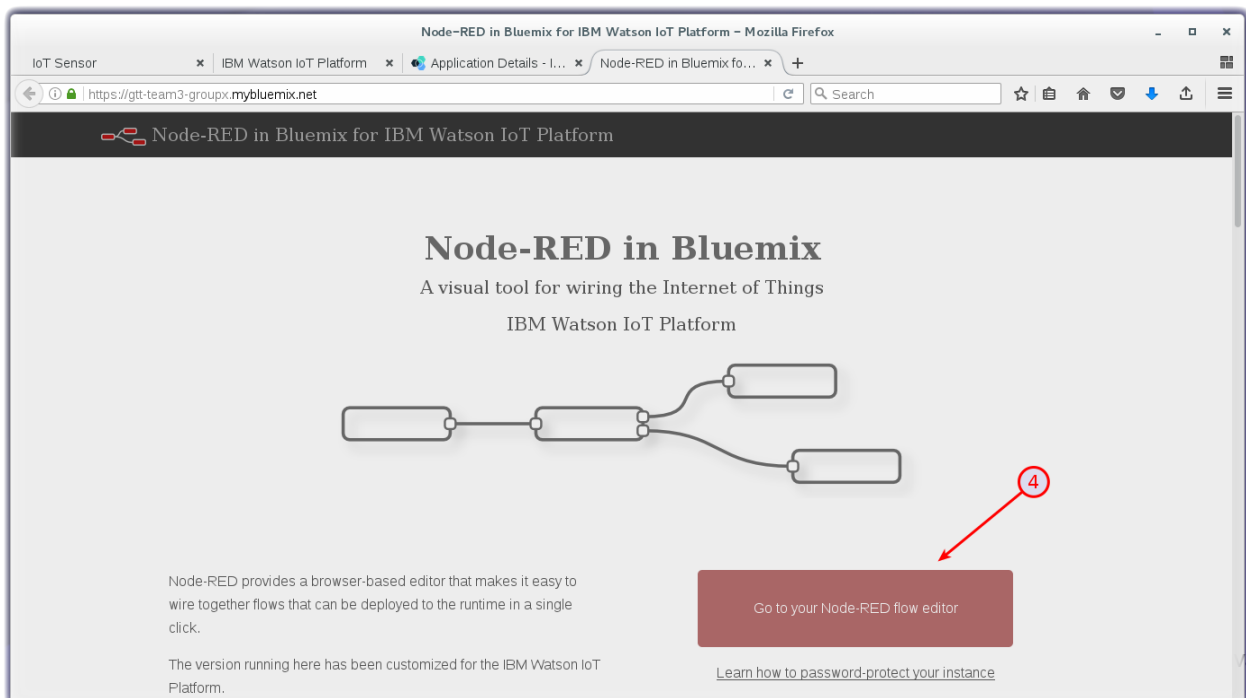 Node-RED in Bluemix for IBM Watson IoT Platform - Mozilla Firefox
IoT Sensor
IBM Watson IoT Platform
Application Details - I...
Node-RED in Bluemix fo...
https://gtt-team3-groupx.mybluemix.net
Search
Node-RED in Bluemix for IBM Watson IoT Platform
Node-RED in Bluemix
A visual tool for wiring the Internet of Things
IBM Watson IoT Platform
4
Node-RED provides a browser-based editor that makes it easy to
wire together flows that can be deployed to the runtime in a single
click.
The version running here has been customized for the IBM Watson IoT
Platform.
Go to your Node-RED flow editor
Learn how to password-protect your instance